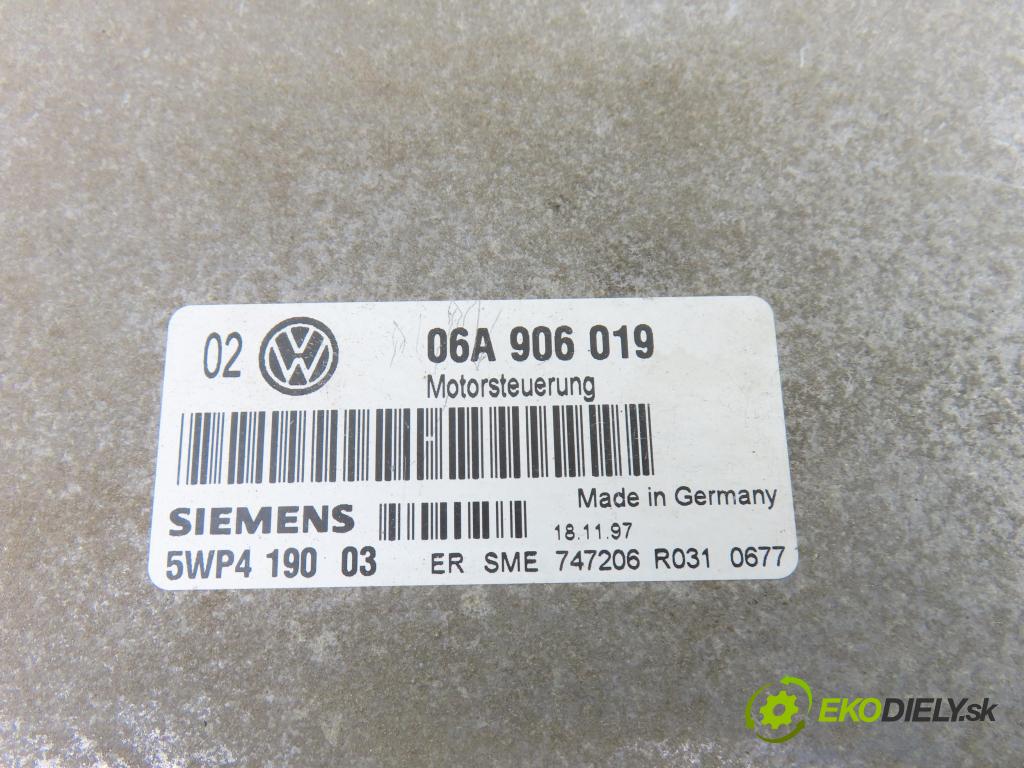 02 VW 06A 906 019
Motorsteuerung
Made in Germany
SIEMENS 18.11.97
5WP4 190 03 ER SME 747206 R031 0677
EKODIELY.sk